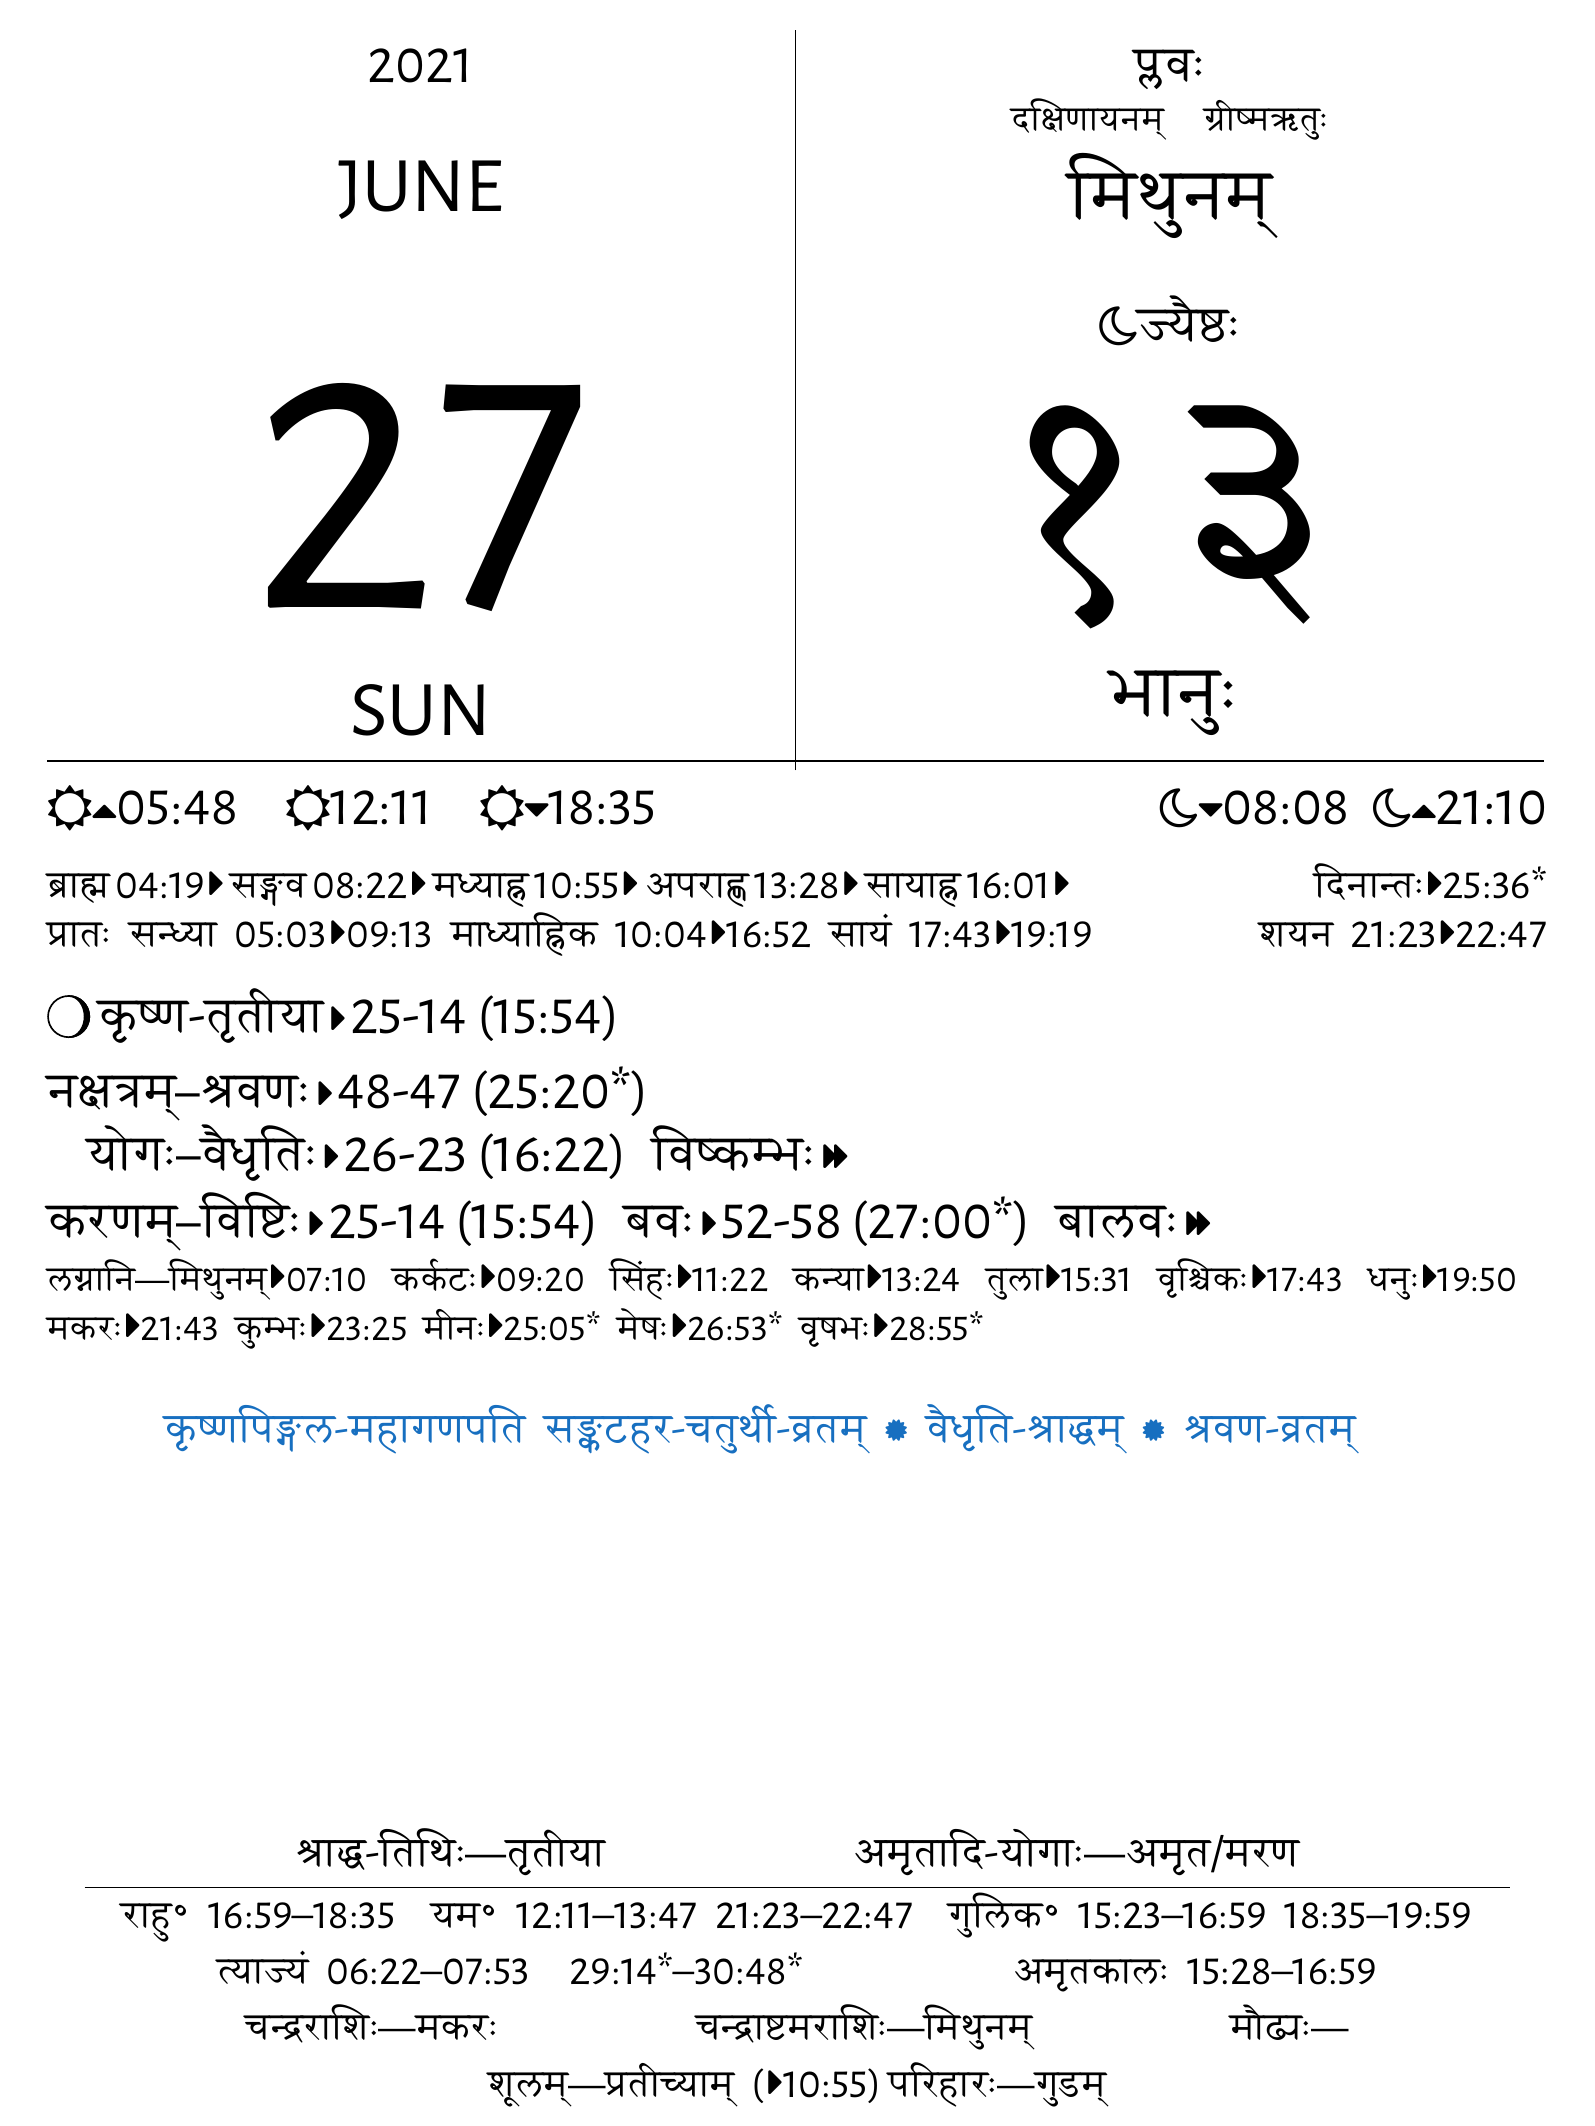 2021
JUNE
27
SUN
प्लवः
दक्षिणायनम् ग्रीष्मऋतुः
मिथुनम्
ज्यैष्ठः
१३
भानुः
05:48 12:11 18:35 08:08 21:10
ब्राह्म 04:19 सङ्गव 08:22 मध्याह्न 10:55 अपराह्ण 13:28 सायाह्न 16:01 दिनान्तः 25:36*
प्रातः सन्ध्या 05:03 09:13 माध्याह्निक 10:04 16:52 सायं 17:43 19:19 शयन 21:23 22:47
कृष्ण-तृतीया 25-14 (15:54)
नक्षत्रम्–श्रवणः 48-47 (25:20*)
योगः–वैधृतिः 26-23 (16:22) विष्कम्भः
करणम्–विष्टिः 25-14 (15:54) बवः 52-58 (27:00*) बालवः
लग्नानि—मिथुनम् 07:10 कर्कटः 09:20 सिंहः 11:22 कन्या 13:24 तुला 15:31 वृश्चिकः 17:43 धनुः 19:50
मकरः 21:43 कुम्भः 23:25 मीनः 25:05* मेषः 26:53* वृषभः 28:55*
कृष्णपिङ्गल-महागणपति सङ्कटहर-चतुर्थी-व्रतम् ✹ वैधृति-श्राद्धम् ✹ श्रवण-व्रतम्
श्राद्ध-तिथिः—तृतीया अमृतादि-योगाः—अमृत/मरण
राहु॰ 16:59–18:35 यम॰ 12:11–13:47 21:23–22:47 गुलिक॰ 15:23–16:59 18:35–19:59
त्याज्यं 06:22–07:53 29:14*–30:48* अमृतकालः 15:28–16:59
चन्द्रराशिः—मकरः चन्द्राष्टमराशिः—मिथुनम् मौढ्यः—
शूलम्—प्रतीच्याम् (10:55) परिहारः—गुडम्